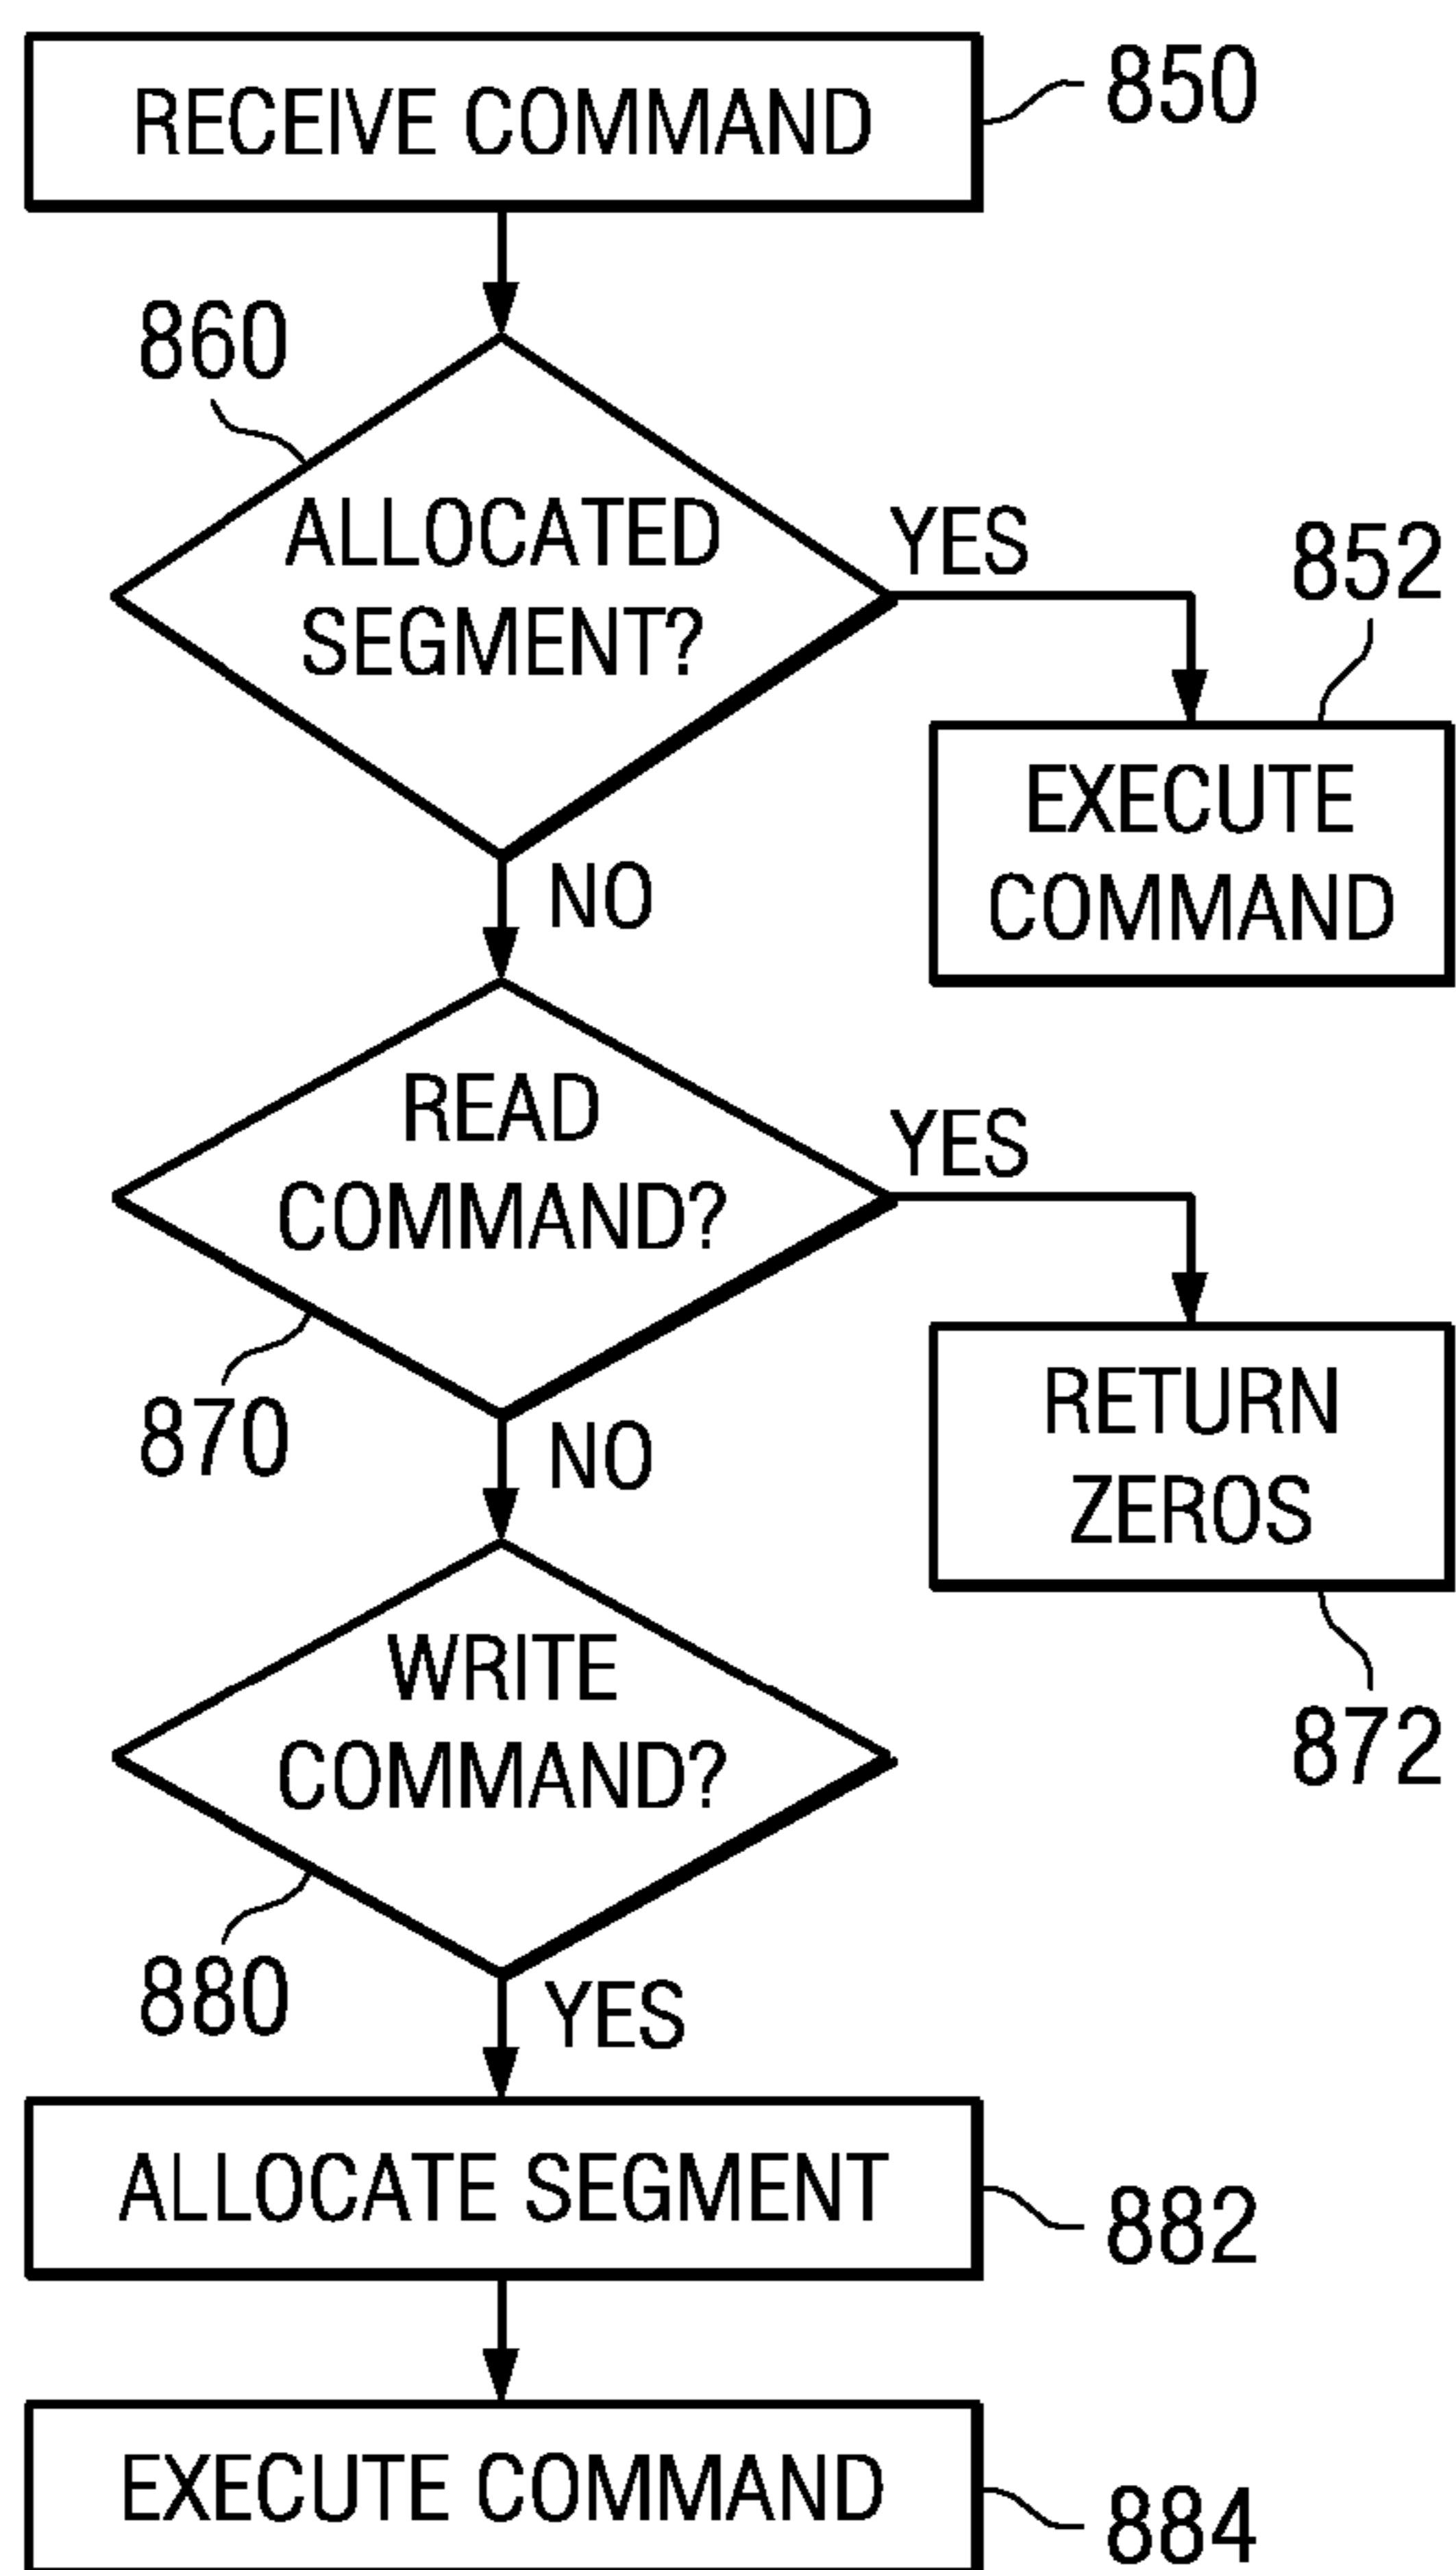 RECEIVE COMMAND
850
860
ALLOCATED
SEGMENT?
YES
852
EXECUTE
COMMAND
NO
READ
COMMAND?
YES
870
RETURN
ZEROS
NO
872
WRITE
COMMAND?
880
YES
ALLOCATE SEGMENT
882
EXECUTE COMMAND
884